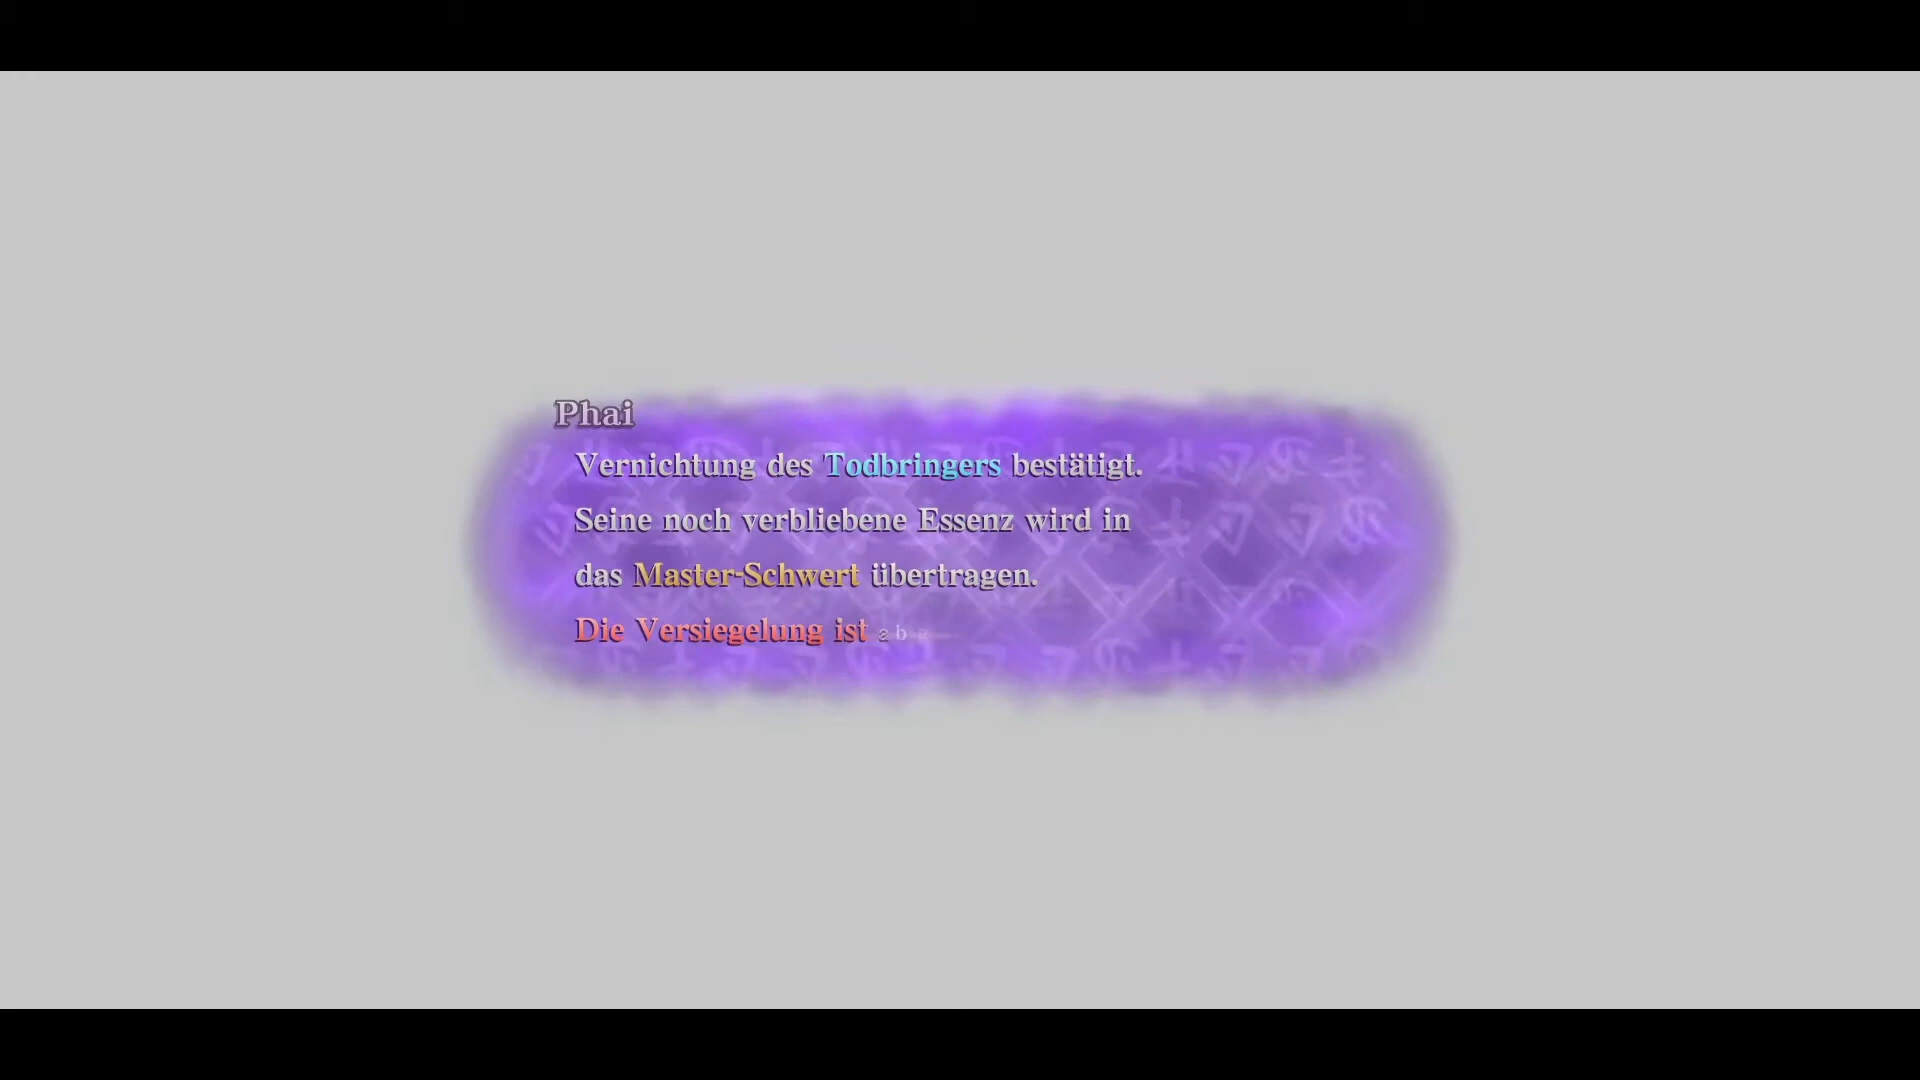 Phai
Vernichtung des Todbringers bestätigt.
Seine noch verbliebene Essenz wird in
das Master-Schwert übertragen.
Die Versiegelung ist